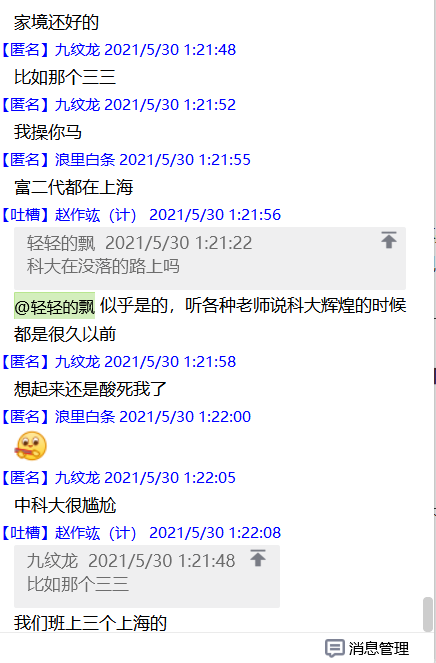 家境还好的
【匿名】九纹龙 2021/5/30 1:21:48
比如那个三三
【匿名】九纹龙 2021/5/30 1:21:52
我操你马
【匿名】浪里白条 2021/5/30 1:21:55
富二代都在上海
【吐槽】赵作竑（计） 2021/5/30 1:21:56
轻轻的飘 2021/5/30 1:21:22
科大在没落的路上吗
@轻轻的飘 似乎是的，听各种老师说科大辉煌的时候
都是很久以前
【匿名】九纹龙 2021/5/30 1:21:58
想起来还是酸死我了
【匿名】浪里白条 2021/5/30 1:22:00
【匿名】九纹龙 2021/5/30 1:22:05
中科大很尴尬
【吐槽】赵作竑（计） 2021/5/30 1:22:08
九纹龙 2021/5/30 1:21:48
比如那个三三
我们班上三个上海的
消息管理